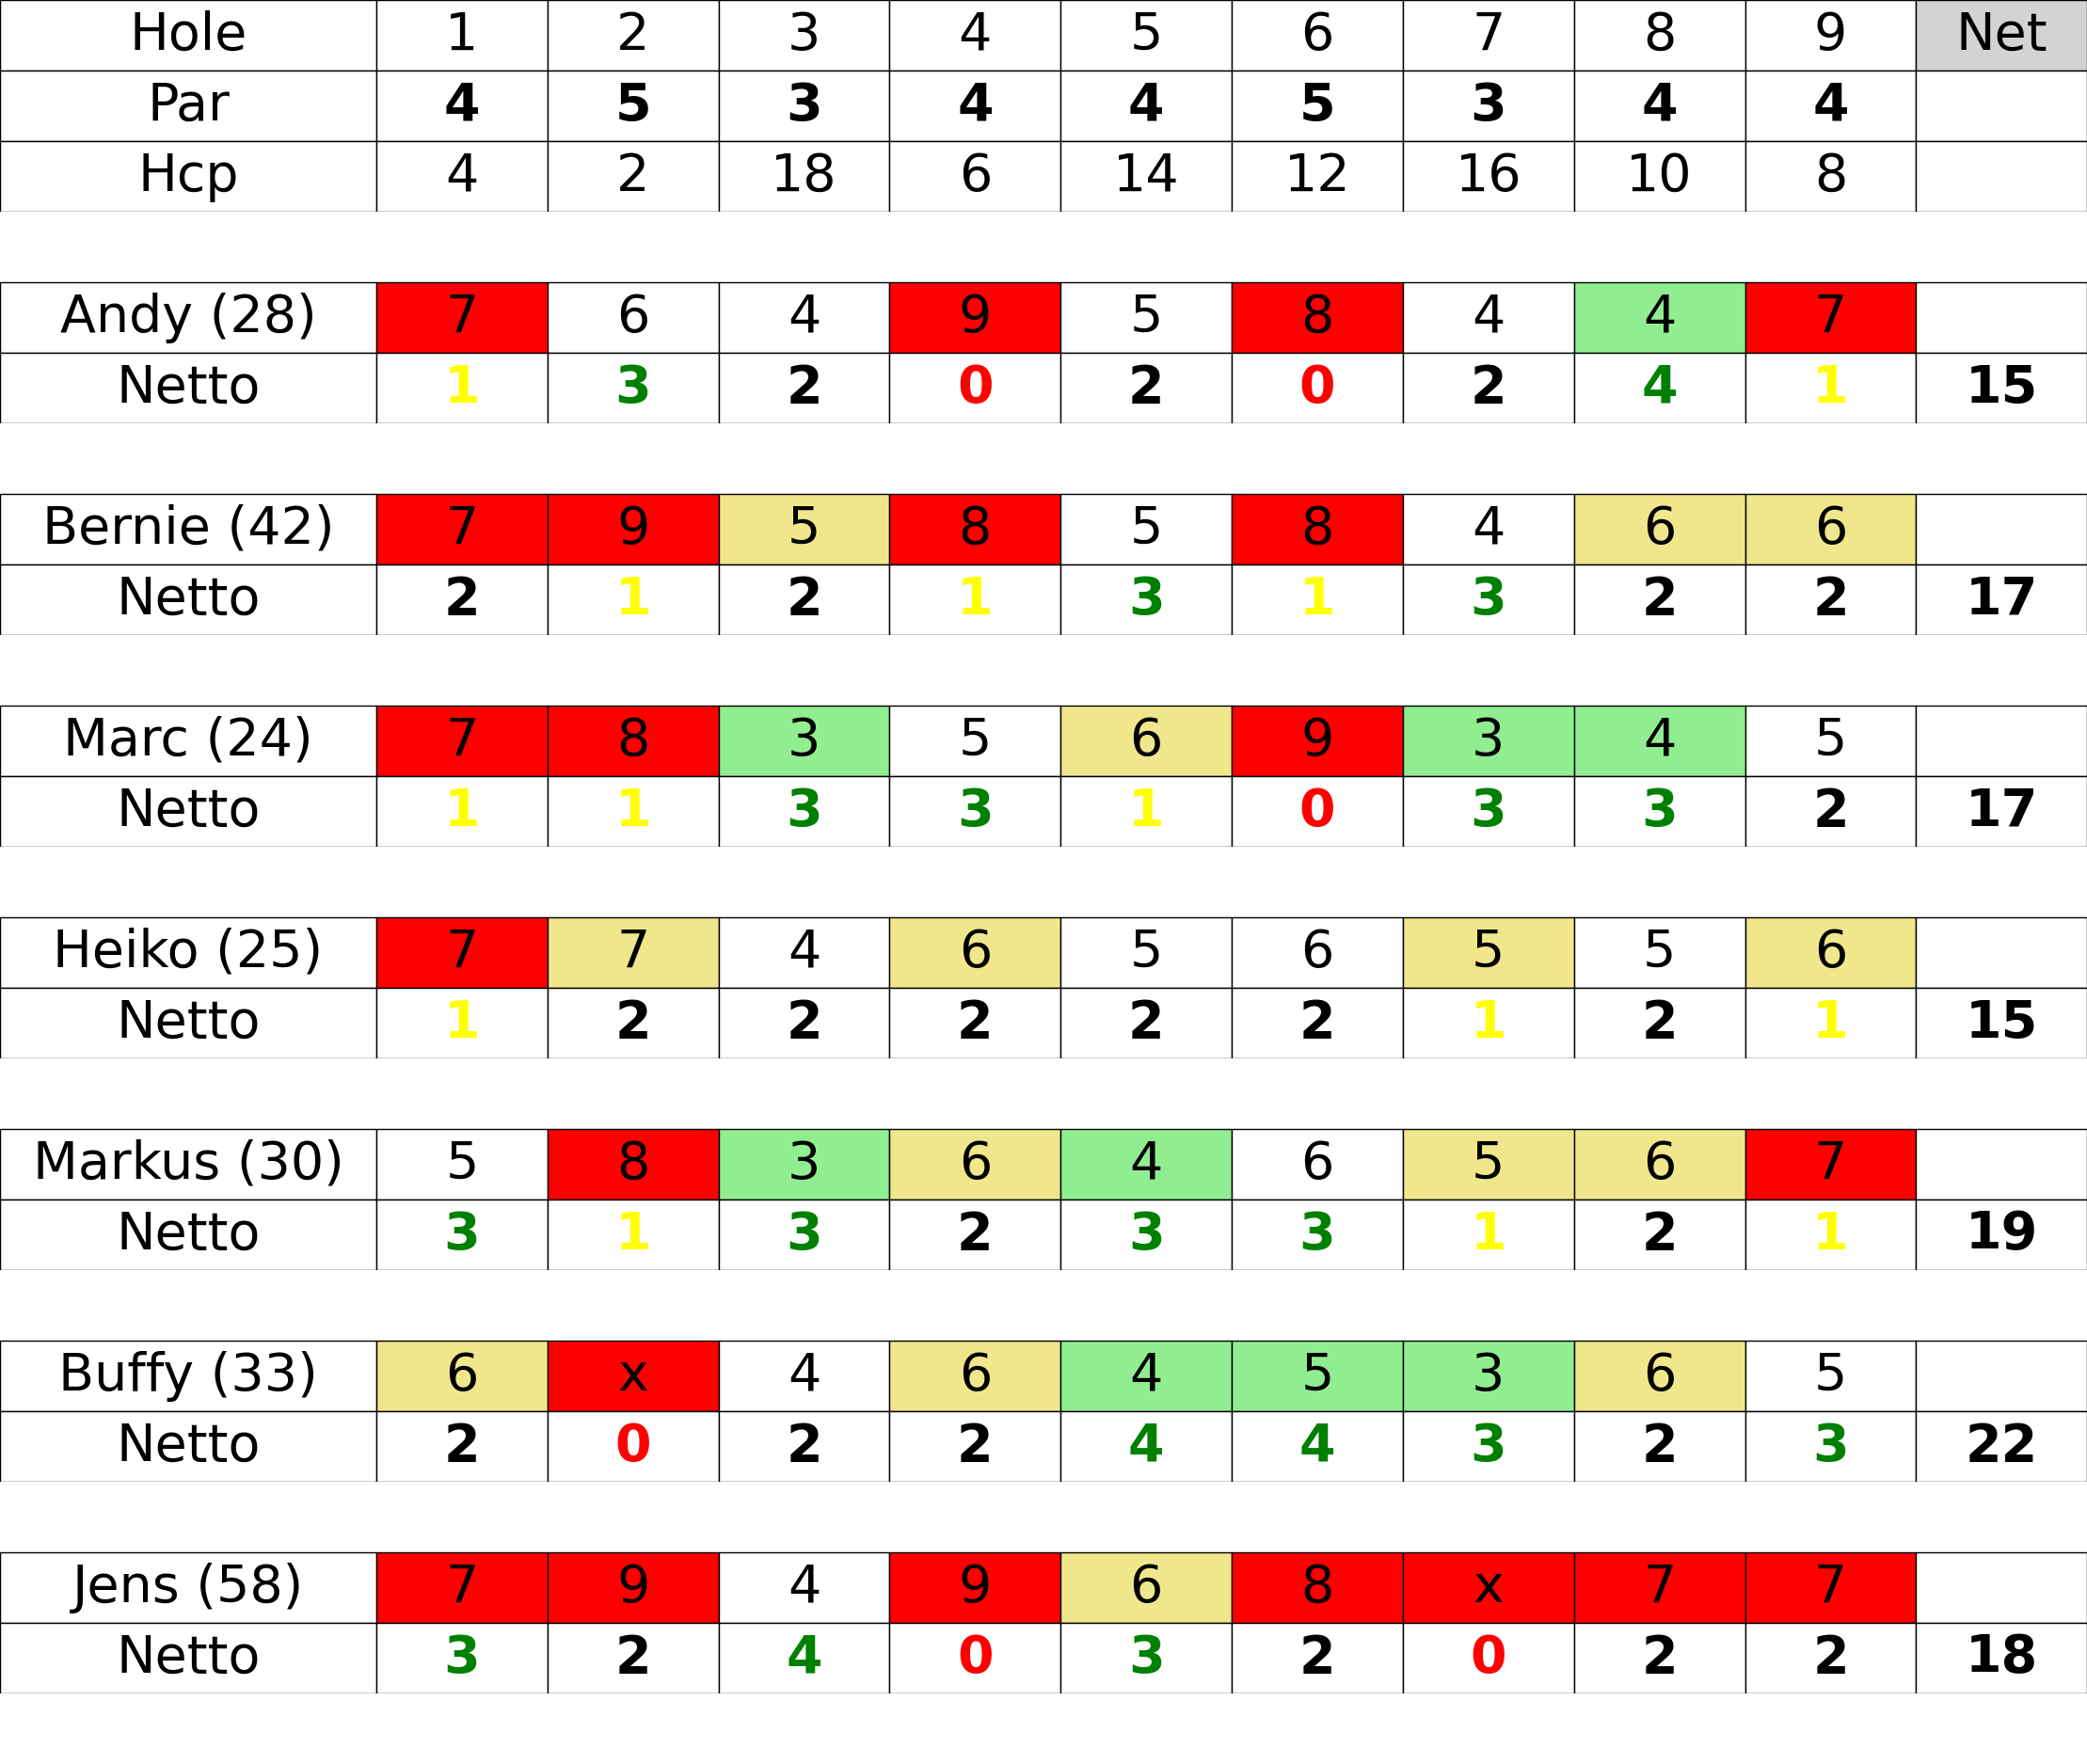 Hole 1 2 3 4 5 6 7 8 9 Net
Par 4 5 3 4 4 5 3 4 4
Hcp 4 2 18 6 14 12 16 10 8
Andy (28) 7 6 4 9 5 8 4 4 7
Netto 1 3 2 0 2 0 2 4 1 15
Bernie (42) 7 9 5 8 5 8 4 6 6
Netto 2 1 2 1 3 1 3 2 2 17
Marc (24) 7 8 3 5 6 9 3 4 5
Netto 1 1 3 3 1 0 3 3 2 17
Heiko (25) 7 7 4 6 5 6 5 5 6
Netto 1 2 2 2 2 2 1 2 1 15
Markus (30) 5 8 3 6 4 6 5 6 7
Netto 3 1 3 2 3 3 1 2 1 19
Buffy (33) 6 x 4 6 4 5 3 6 5
Netto 2 0 2 2 4 4 3 2 3 22
Jens (58) 7 9 4 9 6 8 x 7 7
Netto 3 2 4 0 3 2 0 2 2 18